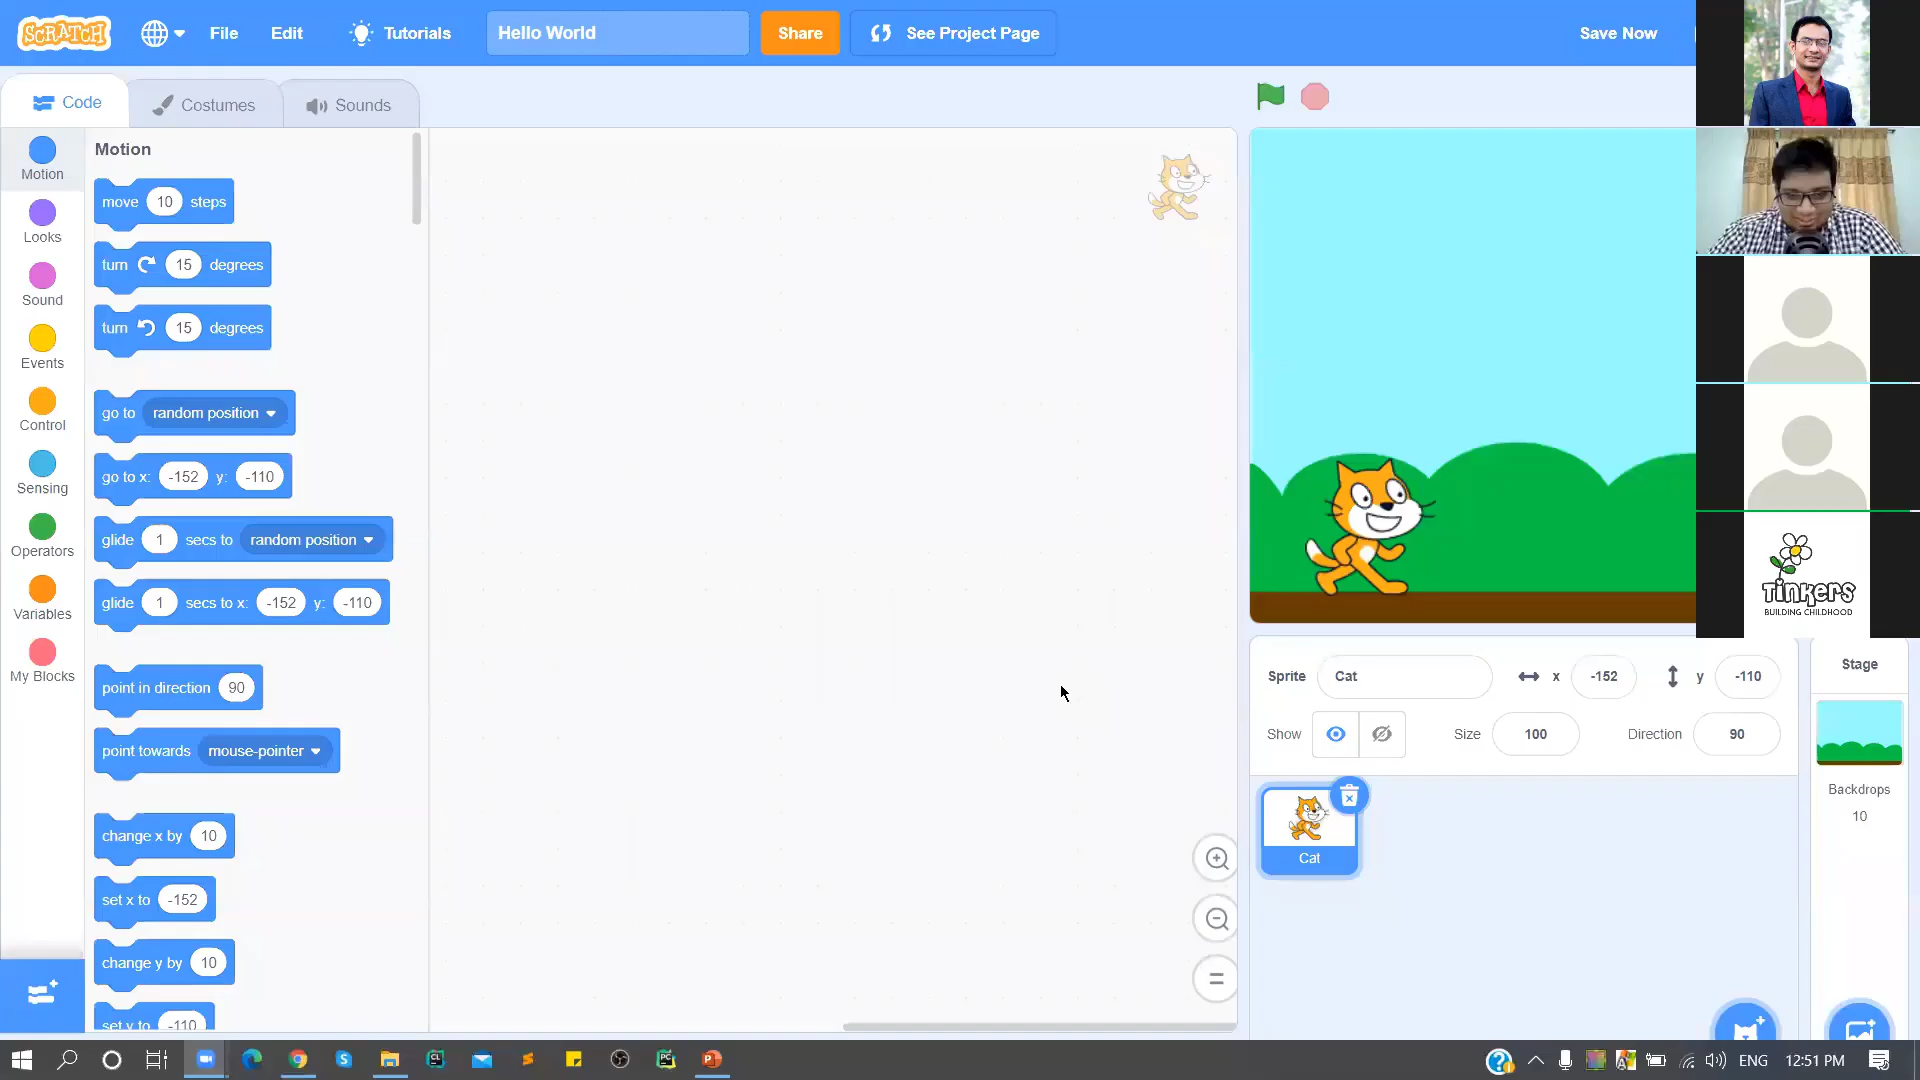 SCRATCH
File
Edit
Tutorials
Hello World
Share
See Project Page
Save Now
Code
Costumes
Sounds
Motion
Looks
Sound
Events
Control
Sensing
Operators
Variables
My Blocks
Motion
move 10 steps
turn 15 degrees
turn 15 degrees
go to random position
go to x: -152 y: -110
glide 1 secs to random position
glide 1 secs to x: -152 y: -110
point in direction 90
point towards mouse-pointer
change x by 10
set x to -152
change y by 10
set y to -110
TINKERS
BUILDING CHILDHOOD
Sprite Cat x -152 y -110
Show Size 100 Direction 90
Cat
Stage
Backdrops
10
ENG 12:51 PM